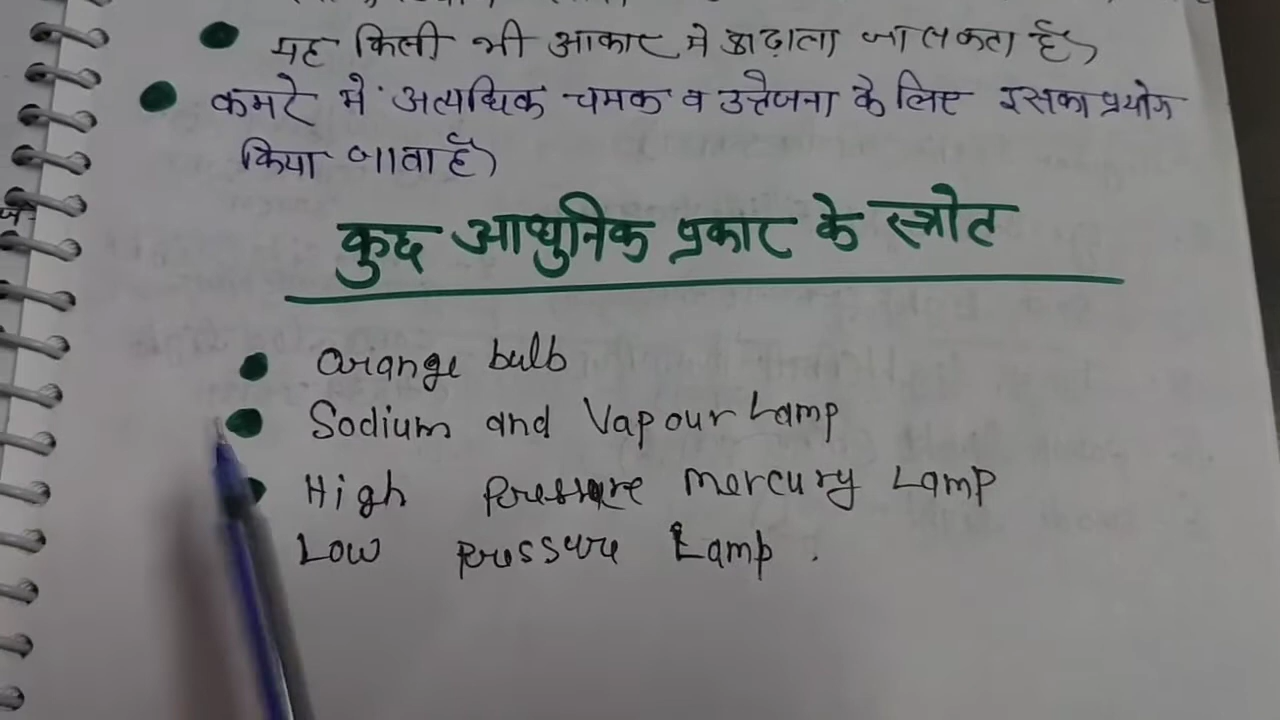 यह किसी भी आकार मे ढाला जा सकता है
कमरे मे अत्यधिक चमक व उत्तेजना के लिए इसका प्रयोग
किया जाता है
कुछ आधुनिक प्रकार के स्त्रोत
orange bulb
Sodium and Vapour Lamp
High Pressure mercury Lamp
Low pressure Lamp .